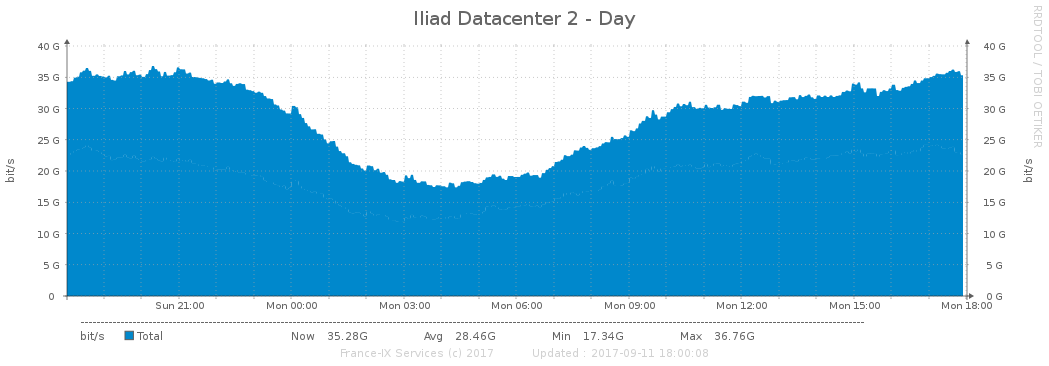 Iliad Datacenter 2 - Day
RRDTOOL / TOBI OETIKER
40 G 40 G
35 G 35 G
30 G 30 G
25 G 25 G
20 G 20 G
15 G 15 G
10 G 10 G
5 G 5 G
0 0 G
bit/s bit/s
Sun 21:00 Mon 00:00 Mon 03:00 Mon 06:00 Mon 09:00 Mon 12:00 Mon 15:00 Mon 18:00
bit/s Total Now 35.28G Avg 28.46G Min 17.34G Max 36.76G
France-IX Services (c) 2017 Updated : 2017-09-11 18:00:08